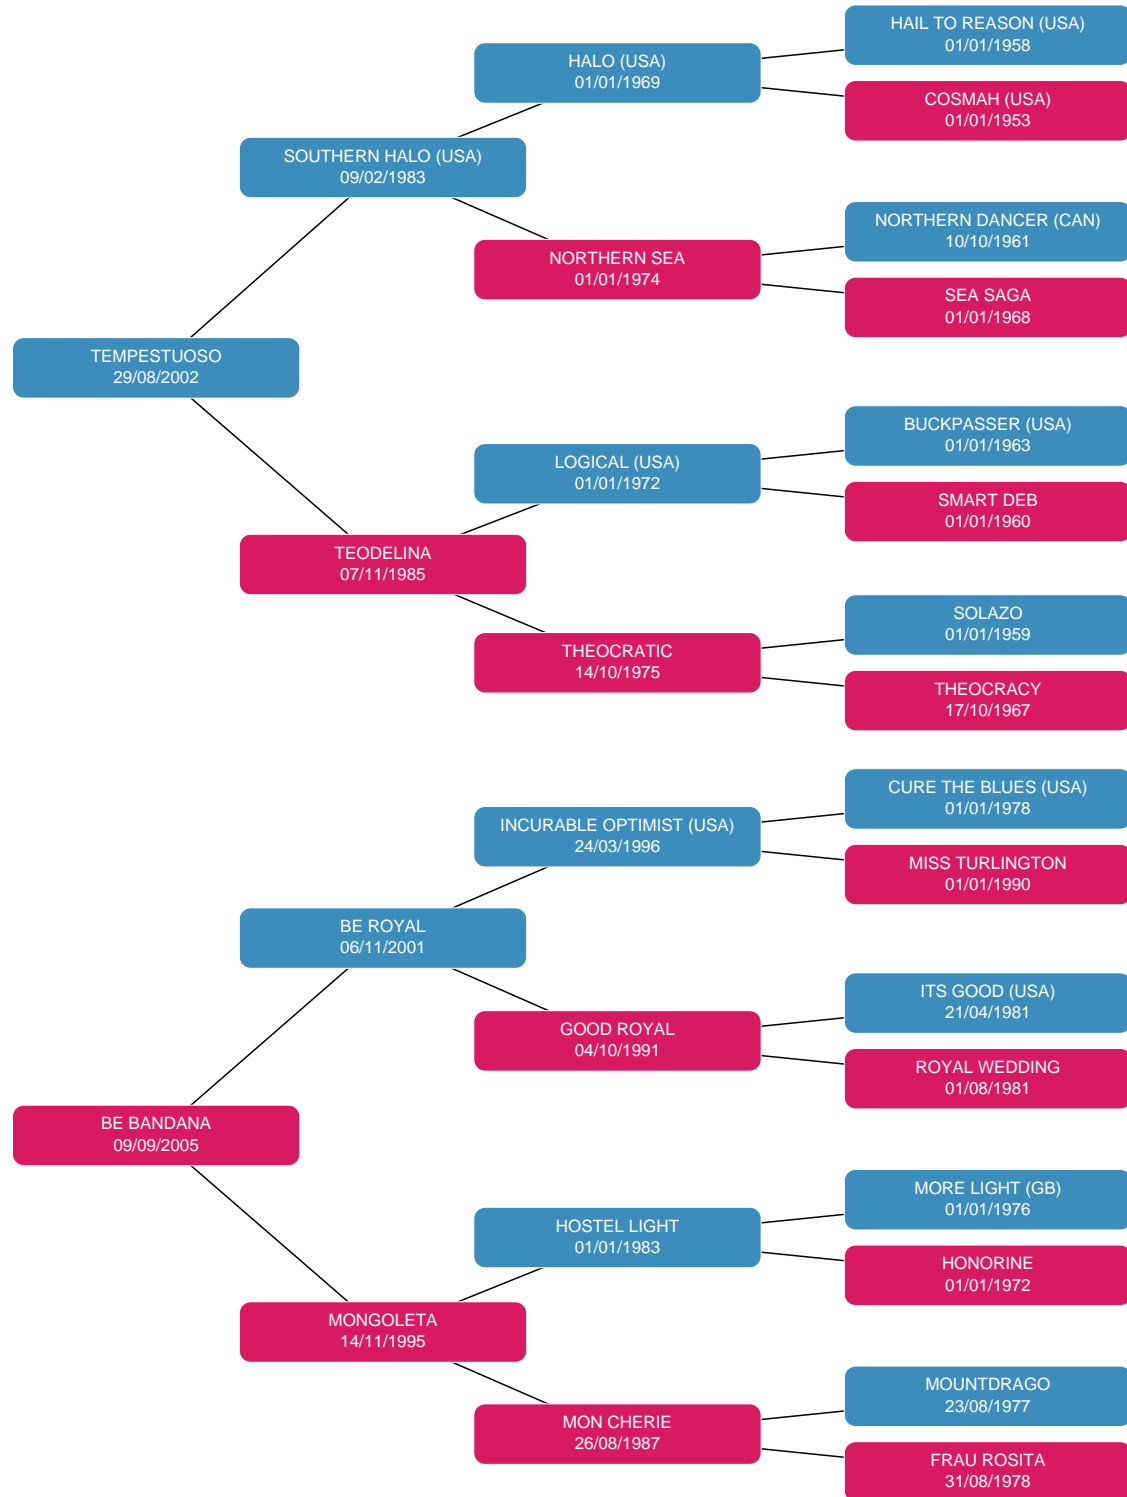 HAIL TO REASON (USA)
01/01/1958
HALO (USA)
01/01/1969
COSMAH (USA)
01/01/1953
SOUTHERN HALO (USA)
09/02/1983
NORTHERN DANCER (CAN)
10/10/1961
NORTHERN SEA
01/01/1974
SEA SAGA
01/01/1968
TEMPESTUOSO
29/08/2002
BUCKPASSER (USA)
01/01/1963
LOGICAL (USA)
01/01/1972
SMART DEB
01/01/1960
TEODELINA
07/11/1985
SOLAZO
01/01/1959
THEOCRATIC
14/10/1975
THEOCRACY
17/10/1967
CURE THE BLUES (USA)
01/01/1978
INCURABLE OPTIMIST (USA)
24/03/1996
MISS TURLINGTON
01/01/1990
BE ROYAL
06/11/2001
ITS GOOD (USA)
21/04/1981
GOOD ROYAL
04/10/1991
ROYAL WEDDING
01/08/1981
BE BANDANA
09/09/2005
MORE LIGHT (GB)
01/01/1976
HOSTEL LIGHT
01/01/1983
HONORINE
01/01/1972
MONGOLETA
14/11/1995
MOUNTDRAGO
23/08/1977
MON CHERIE
26/08/1987
FRAU ROSITA
31/08/1978